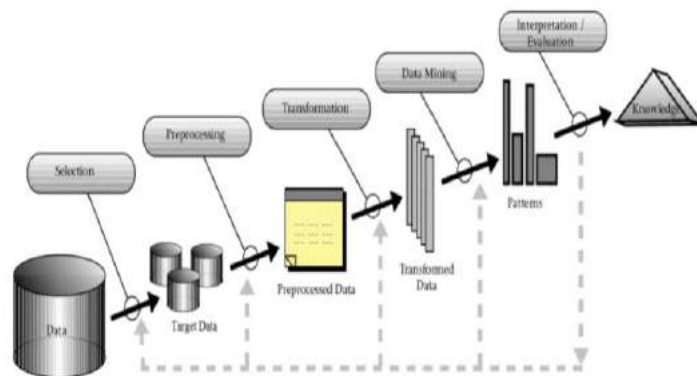 Interpretation /
Evaluation
Data Mining
Transformation
Preprocessing
Selection
Knowledge
Patterns
Transformed
Data
Preprocessed Data
Target Data
Data